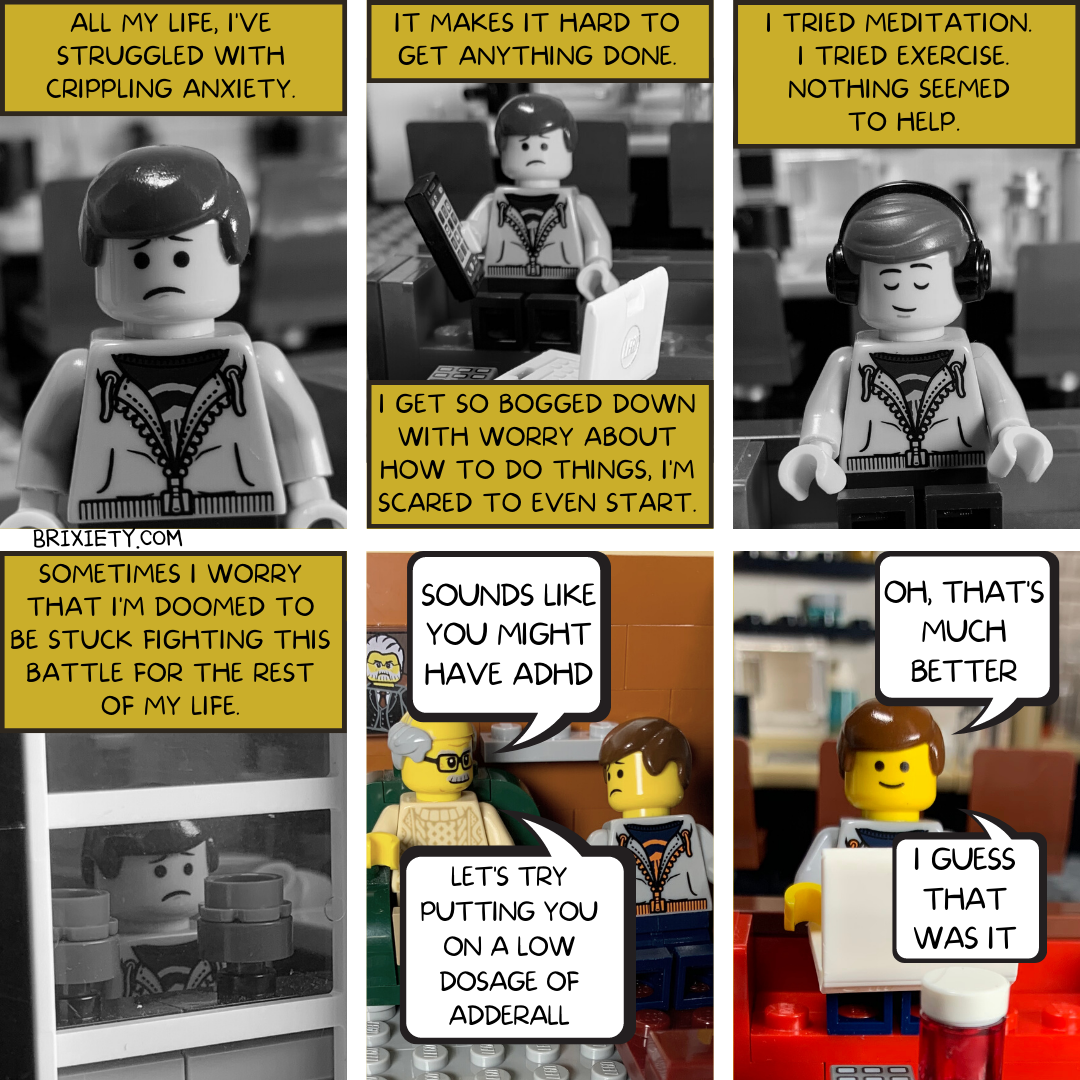 ALL MY LIFE, I'VE
STRUGGLED WITH
CRIPPLING ANXIETY.
IT MAKES IT HARD TO
GET ANYTHING DONE.
I GET SO BOGGED DOWN
WITH WORRY ABOUT
HOW TO DO THINGS, I'M
SCARED TO EVEN START.
I TRIED MEDITATION.
I TRIED EXERCISE.
NOTHING SEEMED
TO HELP.
BRIXIETY.COM
SOMETIMES I WORRY
THAT I'M DOOMED TO
BE STUCK FIGHTING THIS
BATTLE FOR THE REST
OF MY LIFE.
SOUNDS LIKE
YOU MIGHT
HAVE ADHD
LET'S TRY
PUTTING YOU
ON A LOW
DOSAGE OF
ADDERALL
OH, THAT'S
MUCH
BETTER
I GUESS
THAT
WAS IT